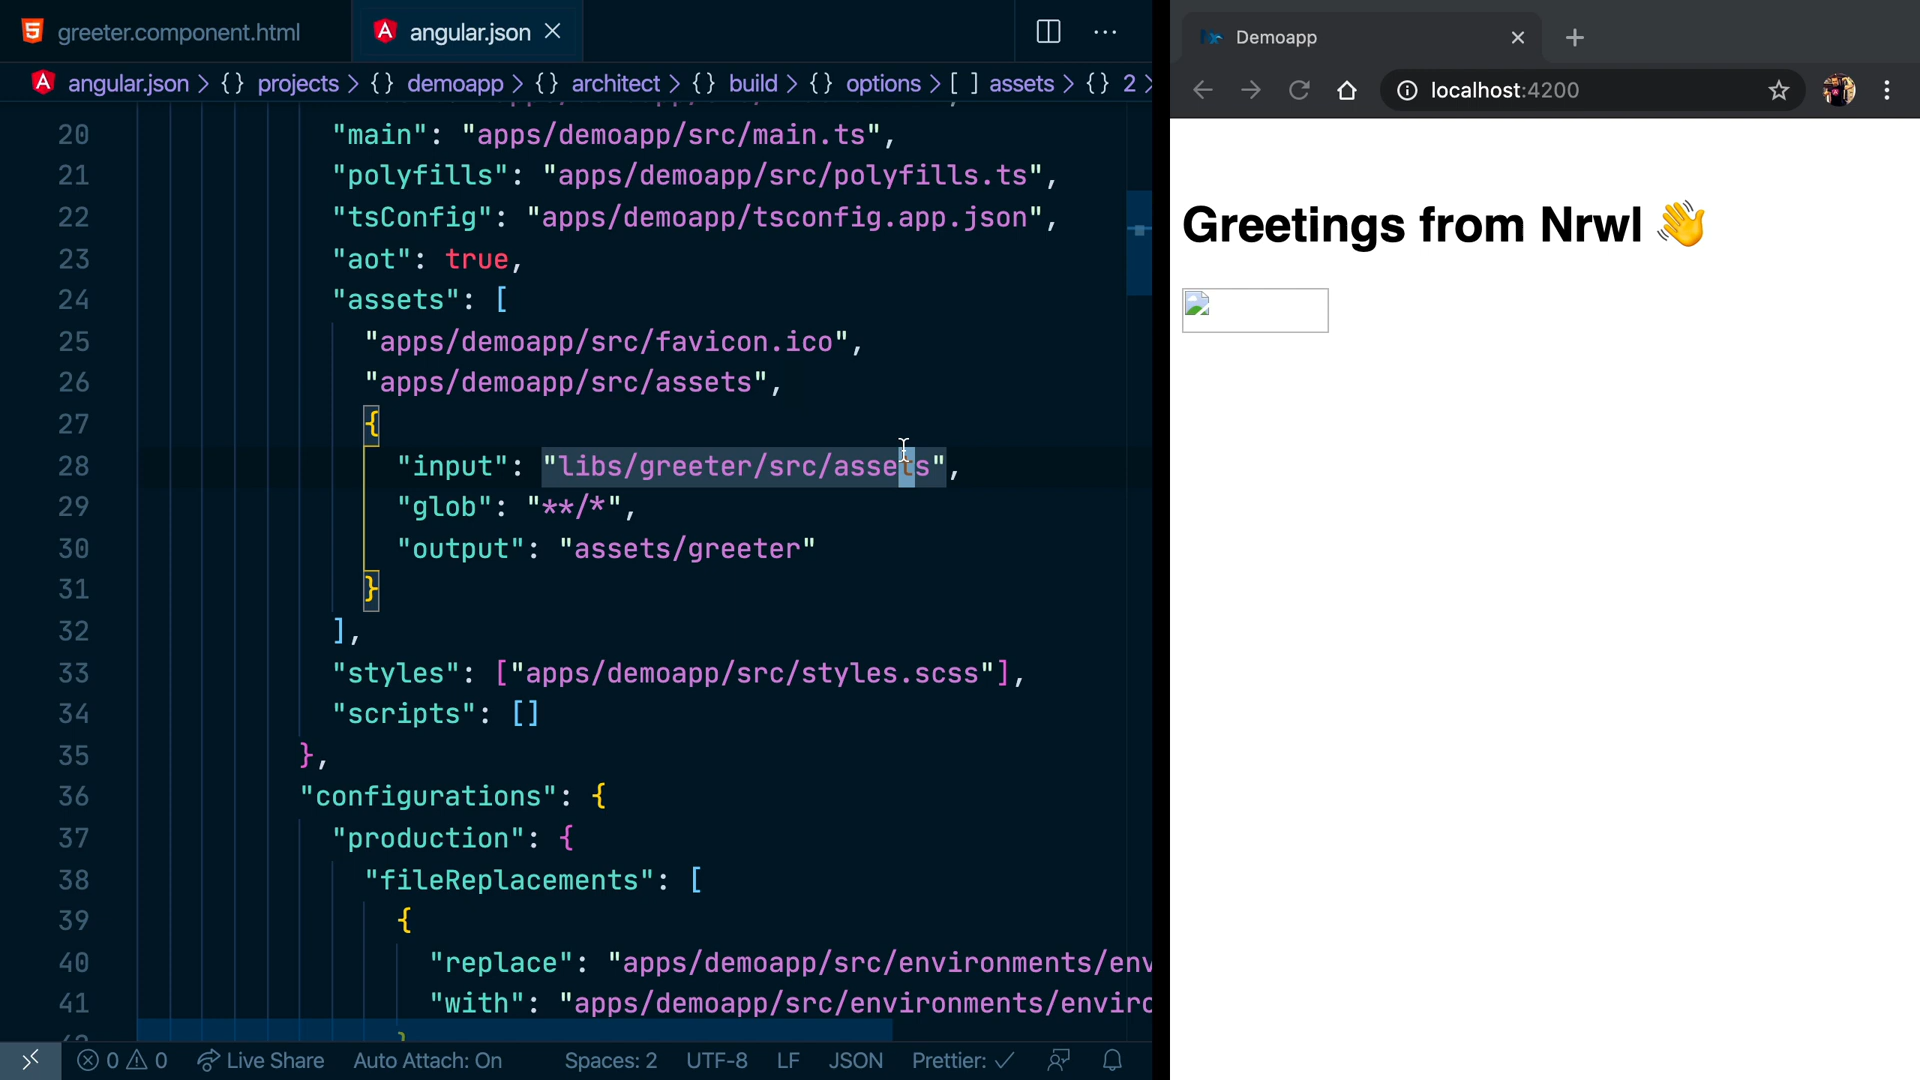 greeter.component.html
angular.json
angular.json > {} projects > {} demoapp > {} architect > {} build > {} options > [ ] assets > {} 2 >
20 "main": "apps/demoapp/src/main.ts",
21 "polyfills": "apps/demoapp/src/polyfills.ts",
22 "tsConfig": "apps/demoapp/tsconfig.app.json",
23 "aot": true,
24 "assets": [
25 "apps/demoapp/src/favicon.ico",
26 "apps/demoapp/src/assets",
27 {
28 "input": "libs/greeter/src/assets",
29 "glob": "**/*",
30 "output": "assets/greeter"
31 }
32 ],
33 "styles": ["apps/demoapp/src/styles.scss"],
34 "scripts": []
35 },
36 "configurations": {
37 "production": {
38 "fileReplacements": [
39 {
40 "replace": "apps/demoapp/src/environments/env
41 "with": "apps/demoapp/src/environments/enviro
0 0 Live Share Auto Attach: On Spaces: 2 UTF-8 LF JSON Prettier: ✓
Demoapp
localhost:4200
Greetings from Nrwl 👋